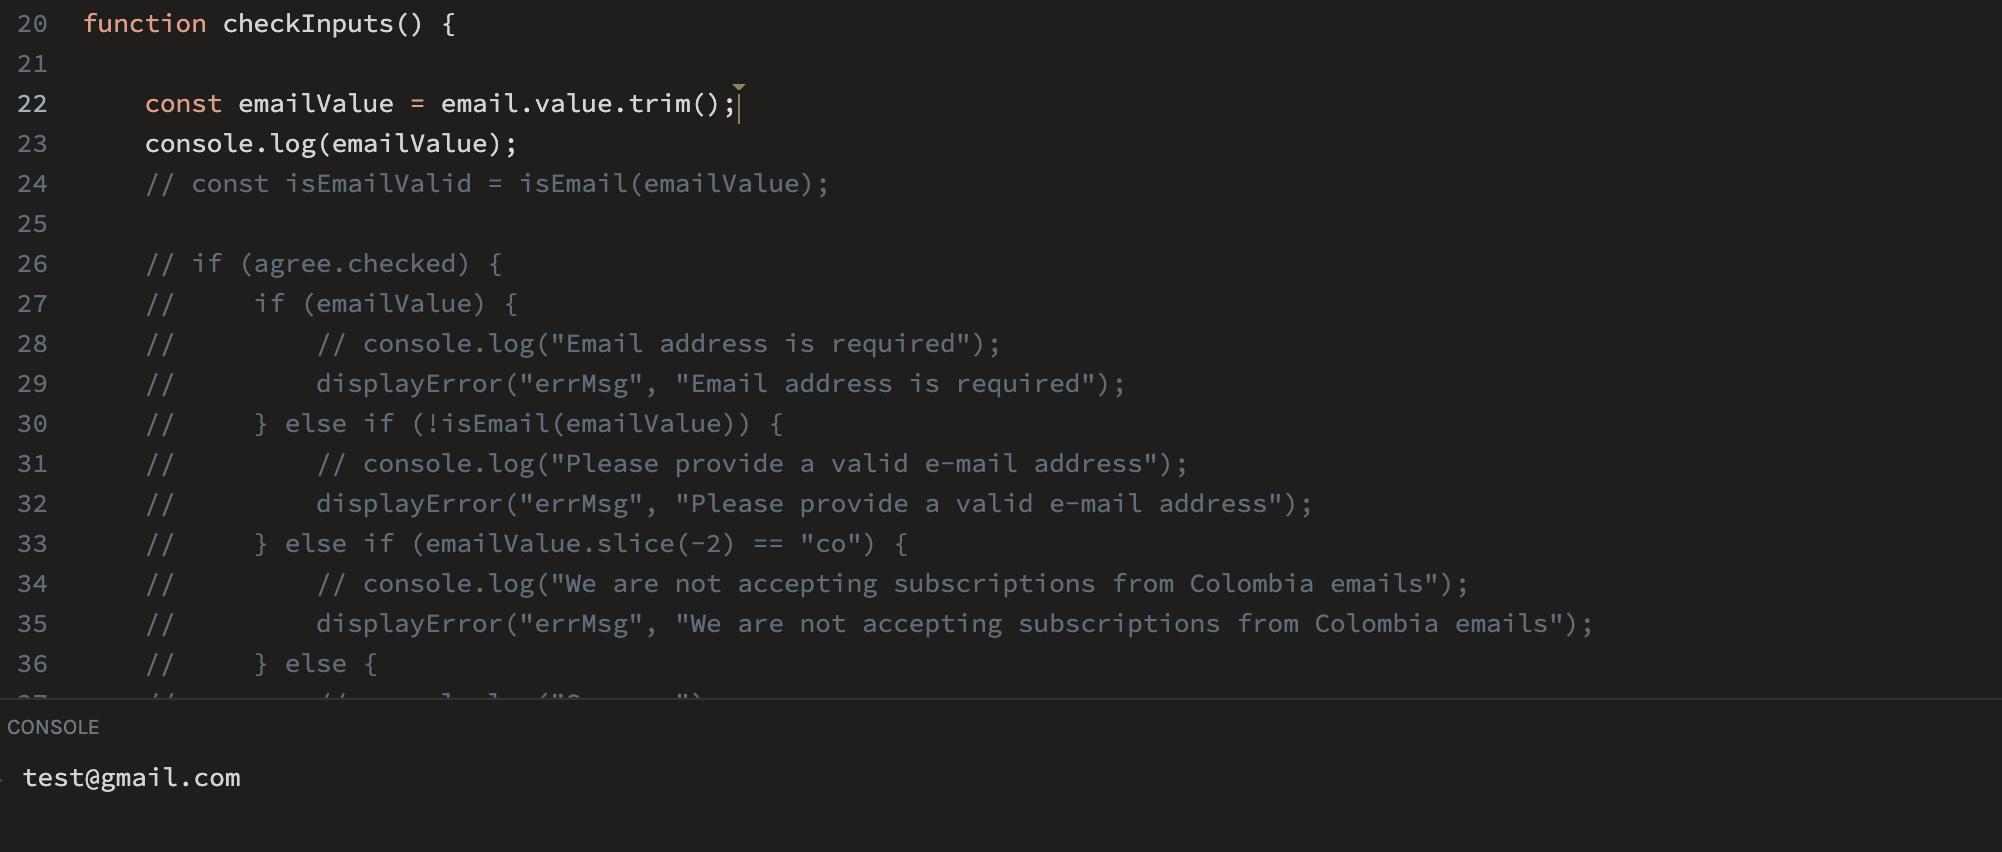 20 function checkInputs() {
21
22 const emailValue = email.value.trim();
23 console.log(emailValue);
24 // const isEmailValid = isEmail(emailValue);
25
26 // if (agree.checked) {
27 // if (emailValue) {
28 // // console.log("Email address is required");
29 // displayError("errMsg", "Email address is required");
30 // } else if (!isEmail(emailValue)) {
31 // // console.log("Please provide a valid e-mail address");
32 // displayError("errMsg", "Please provide a valid e-mail address");
33 // } else if (emailValue.slice(-2) == "co") {
34 // // console.log("We are not accepting subscriptions from Colombia emails");
35 // displayError("errMsg", "We are not accepting subscriptions from Colombia emails");
36 // } else {
CONSOLE
test@gmail.com